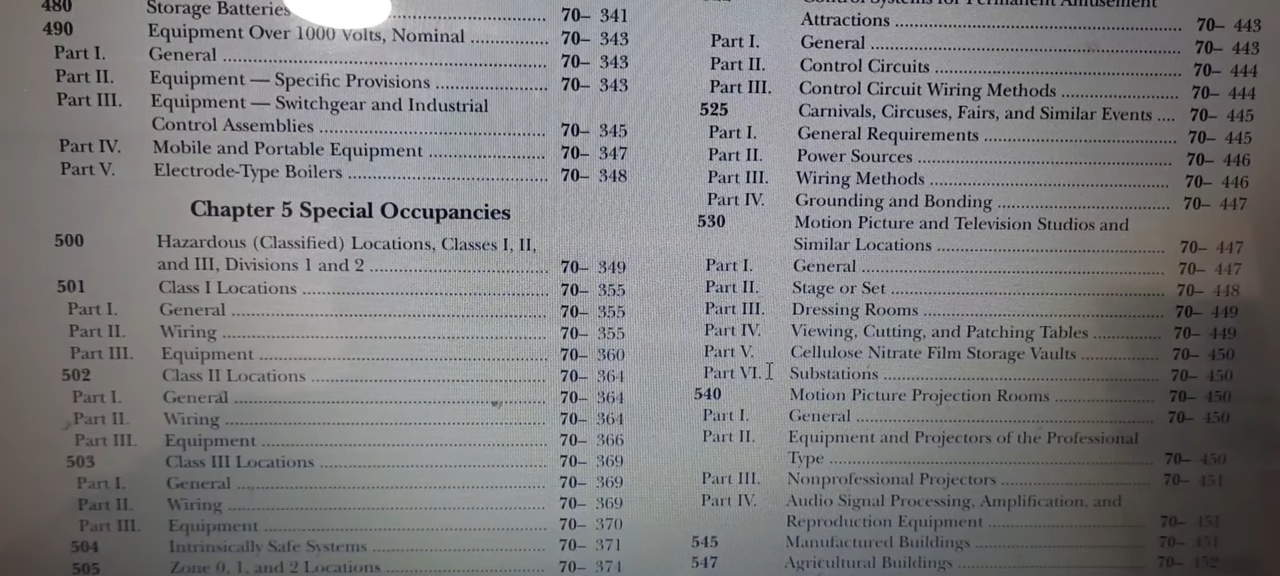 480 Storage Batteries 70– 341
490 Equipment Over 1000 Volts, Nominal 70– 343
Part I. General 70– 343
Part II. Equipment — Specific Provisions 70– 343
Part III. Equipment — Switchgear and Industrial
Control Assemblies 70– 345
Part IV. Mobile and Portable Equipment 70– 347
Part V. Electrode-Type Boilers 70– 348
Chapter 5 Special Occupancies
500 Hazardous (Classified) Locations, Classes I, II,
and III, Divisions 1 and 2 70– 349
501 Class I Locations 70– 355
Part I. General 70– 355
Part II. Wiring 70– 355
Part III. Equipment 70– 360
502 Class II Locations 70– 364
Part I. General 70– 364
Part II. Wiring 70– 364
Part III. Equipment 70– 366
503 Class III Locations 70– 369
Part I. General 70– 369
Part II. Wiring 70– 369
Part III. Equipment 70– 370
504 Intrinsically Safe Systems 70– 371
505 Zone 0, 1, and 2 Locations 70– 374
Control Systems for Permanent Amusement
Attractions 70– 443
Part I. General 70– 443
Part II. Control Circuits 70– 444
Part III. Control Circuit Wiring Methods 70– 444
525 Carnivals, Circuses, Fairs, and Similar Events 70– 445
Part I. General Requirements 70– 445
Part II. Power Sources 70– 446
Part III. Wiring Methods 70– 446
Part IV. Grounding and Bonding 70– 447
530 Motion Picture and Television Studios and
Similar Locations 70– 447
Part I. General 70– 447
Part II. Stage or Set 70– 448
Part III. Dressing Rooms 70– 449
Part IV. Viewing, Cutting, and Patching Tables 70– 449
Part V. Cellulose Nitrate Film Storage Vaults 70– 450
Part VI. Substations 70– 450
540 Motion Picture Projection Rooms 70– 450
Part I. General 70– 450
Part II. Equipment and Projectors of the Professional
Type 70– 450
Part III. Nonprofessional Projectors 70– 451
Part IV. Audio Signal Processing, Amplification, and
Reproduction Equipment 70– 451
545 Manufactured Buildings 70– 451
547 Agricultural Buildings 70– 452